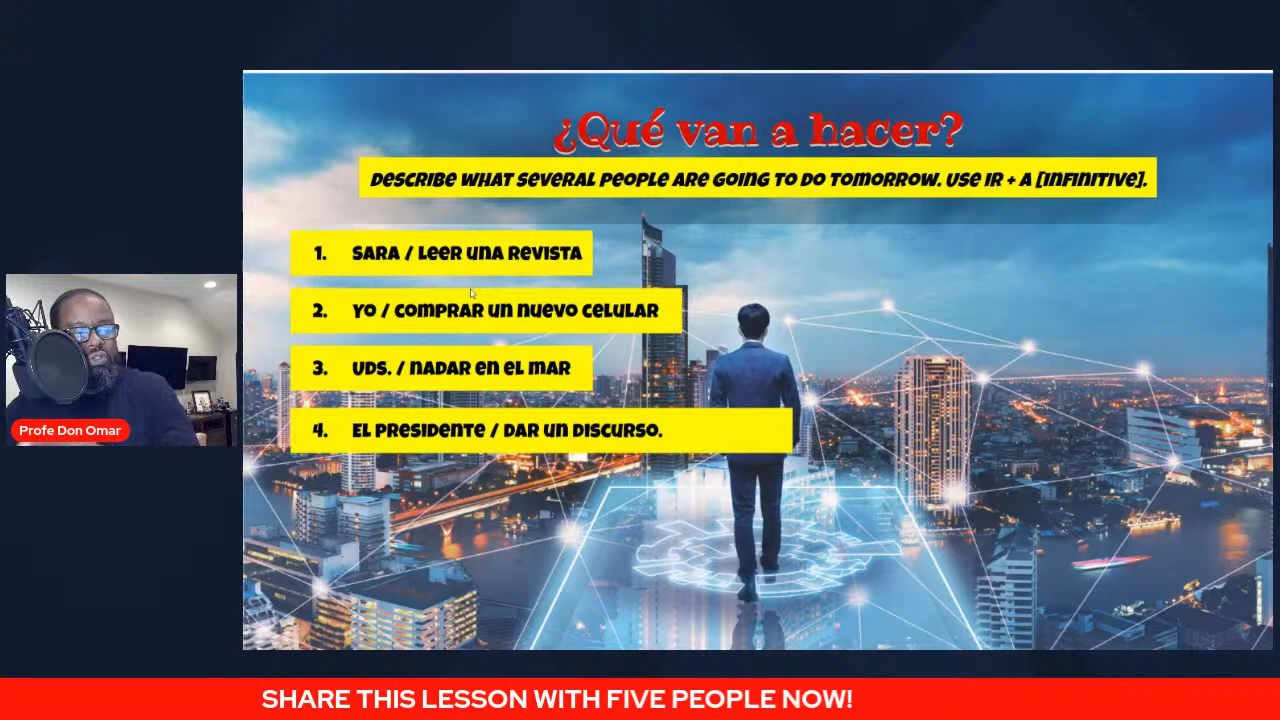 ¿Qué van a hacer?
DESCRIBE WHAT SEVERAL PEOPLE ARE GOING TO DO TOMORROW. USE IR + A [INFINITIVE].
1. SARA / LEER UNA REVISTA
2. YO / COMPRAR UN NUEVO CELULAR
3. UDS. / NADAR EN EL MAR
4. EL PRESIDENTE / DAR UN DISCURSO.
Profe Don Omar
SHARE THIS LESSON WITH FIVE PEOPLE NOW!